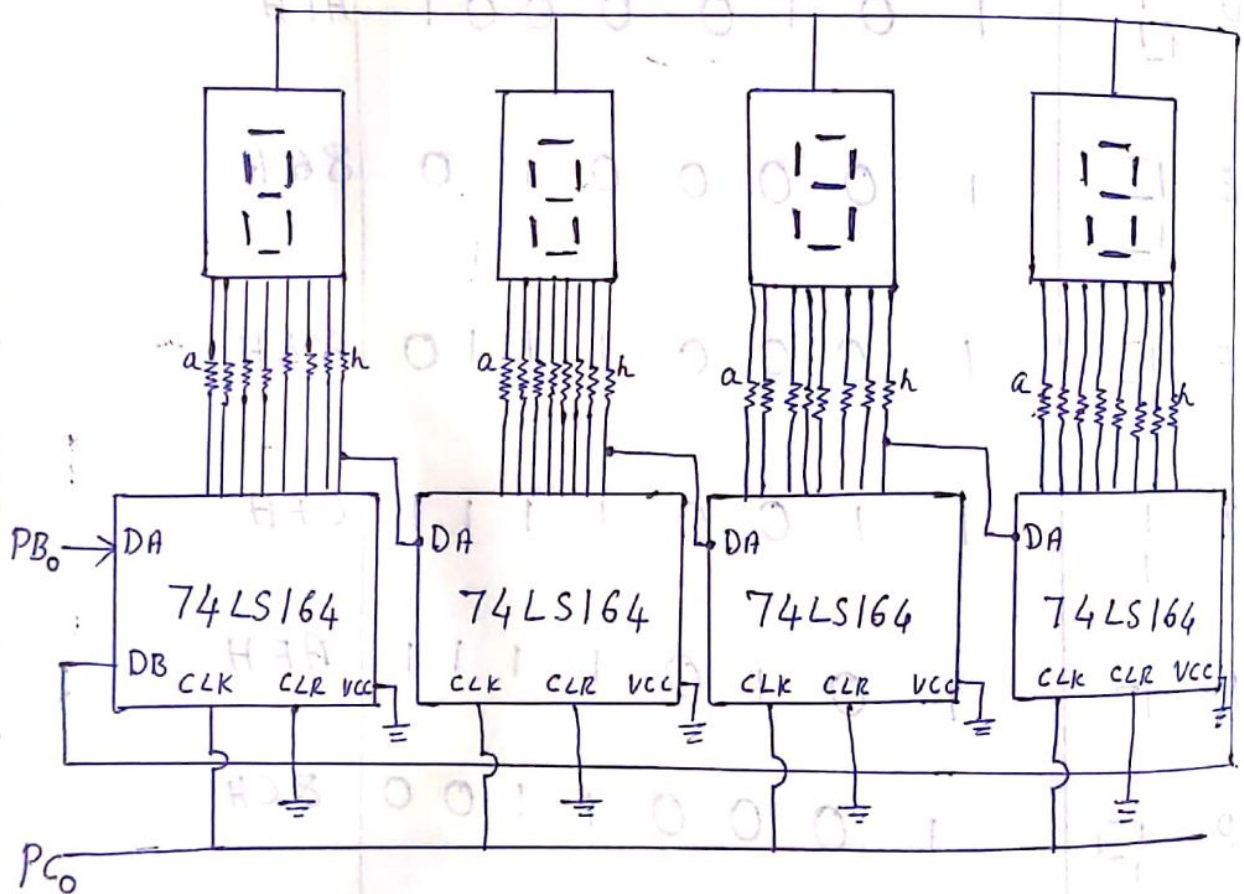 a h a h a h a h
PB₀ DA DA DA DA
74LS164 74LS164 74LS164 74LS164
DB CLK CLR VCC CLK CLR VCC CLK CLR VCC CLK CLR VCC
PC₀